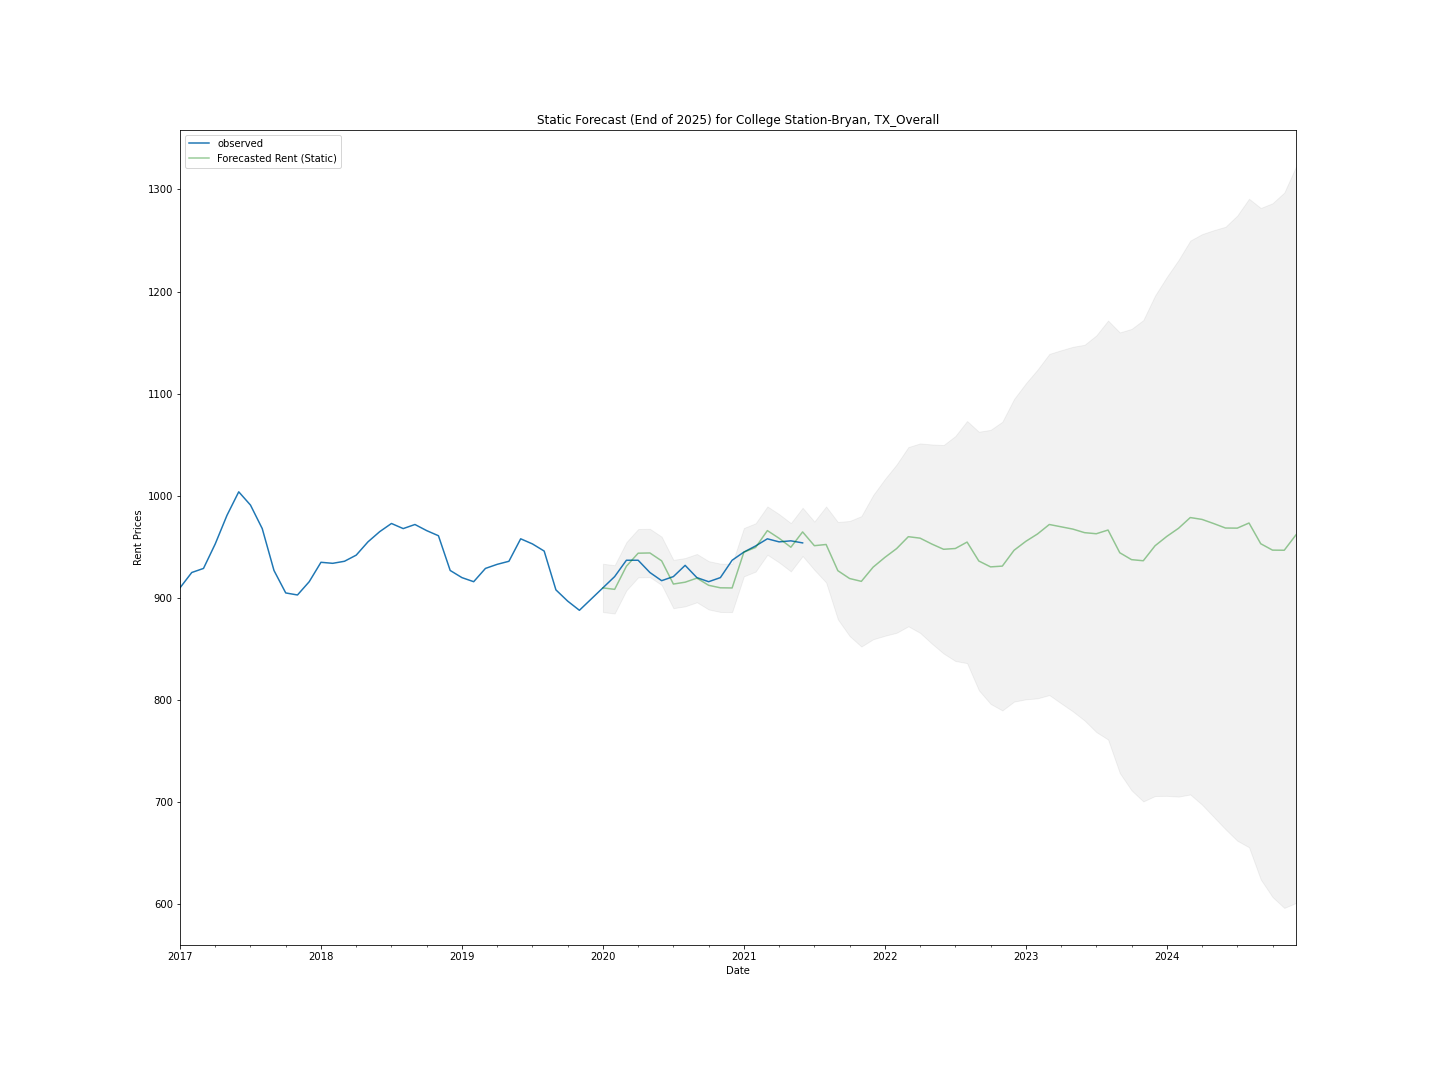 Static Forecast (End of 2025) for College Station-Bryan, TX_Overall
observed
Forecasted Rent (Static)
1300
1200
1100
1000
900
800
700
600
Rent Prices
2017 2018 2019 2020 2021 2022 2023 2024
Date